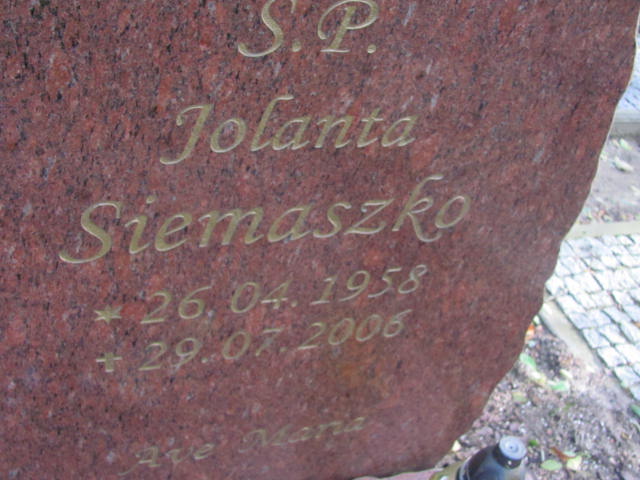 S.P.
Jolanta
Siemaszko
* 26.04.1958
+ 29.07.2006
Ave Maria